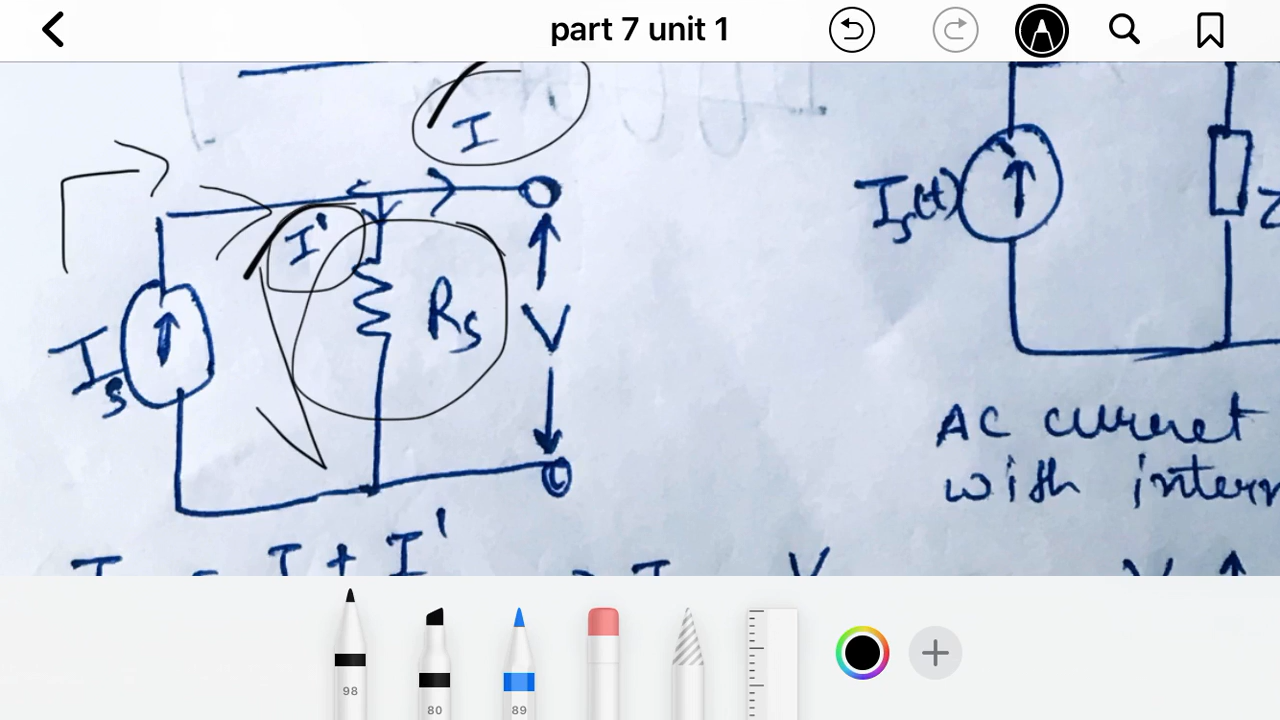 part 7 unit 1
I
I'
Is
Rs
V
Is(t)
AC current
with intern
I = I + I'
98
80
89